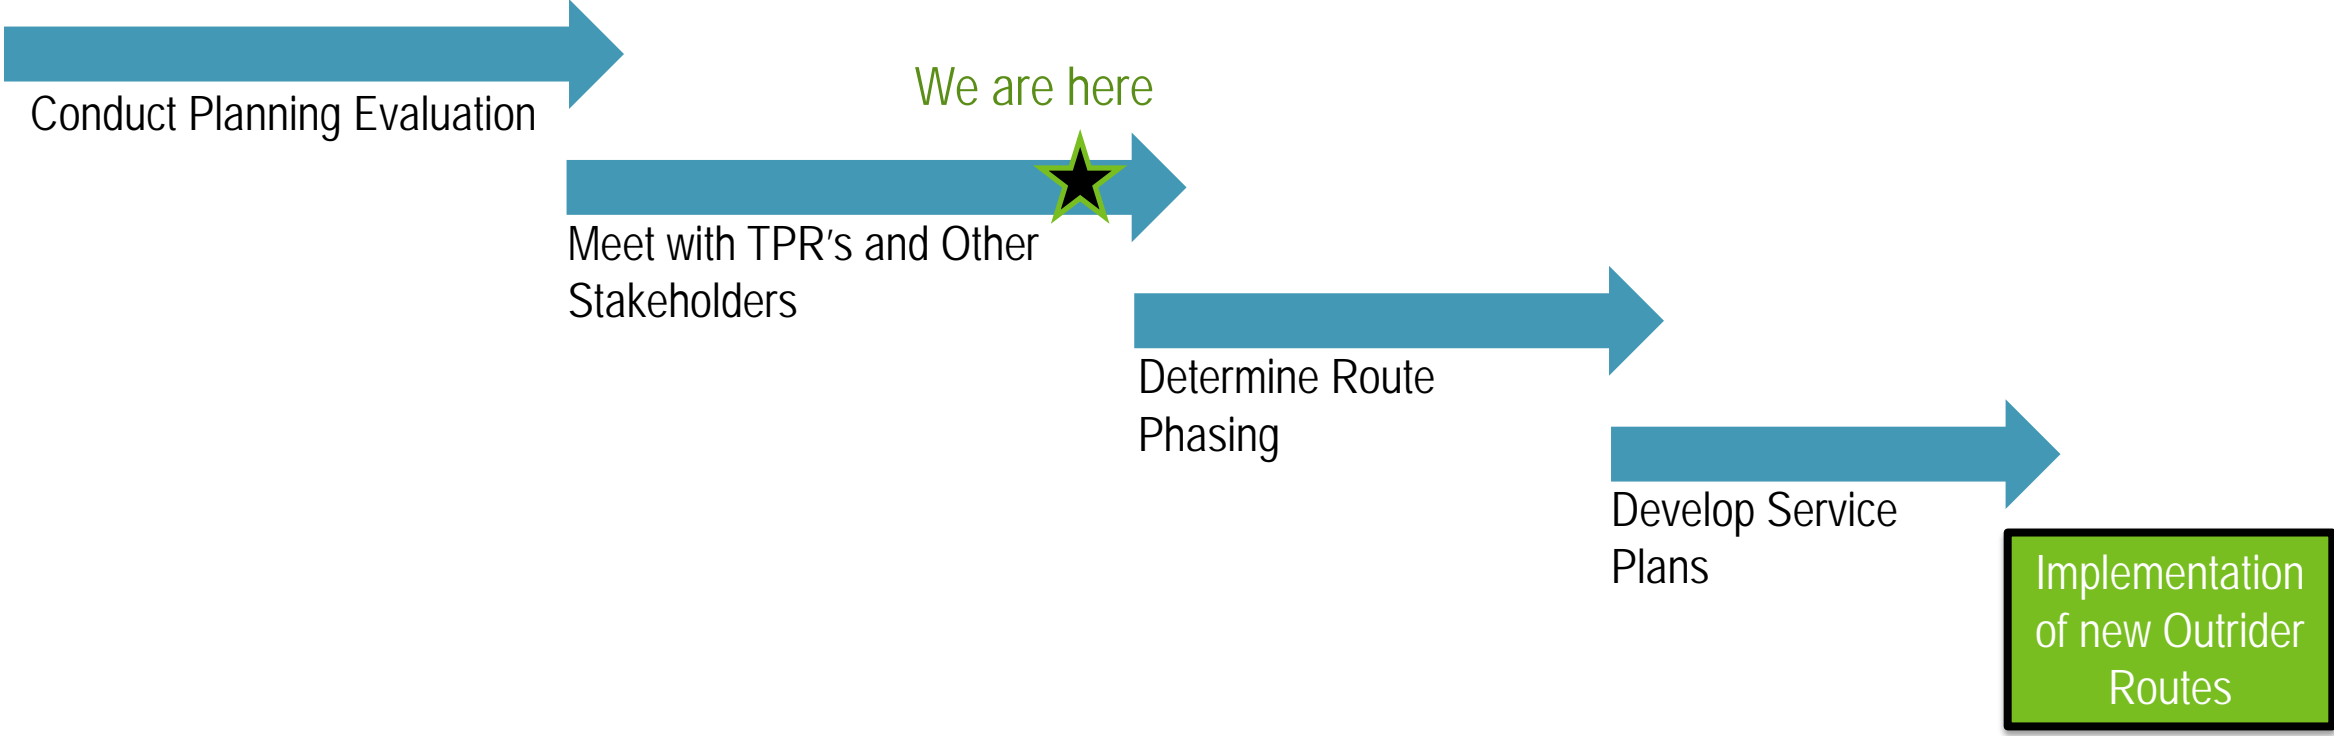 We are here
Conduct Planning Evaluation
Meet with TPR's and Other
Stakeholders
Determine Route
Phasing
Develop Service
Plans
Implementation
of new Outrider
Routes